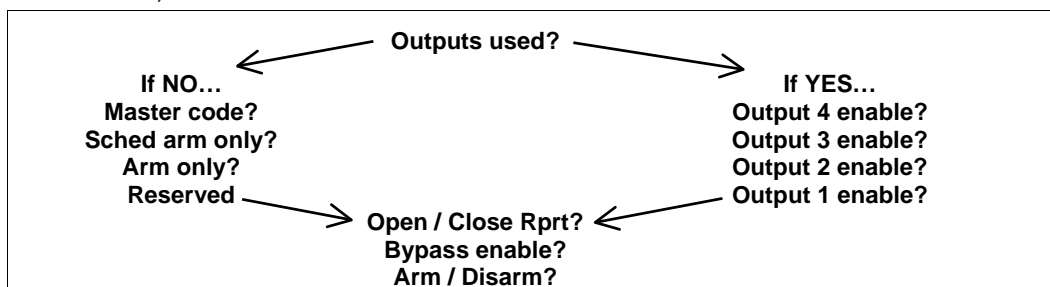 Outputs used?
If NO…
Master code?
Sched arm only?
Arm only?
Reserved
If YES…
Output 4 enable?
Output 3 enable?
Output 2 enable?
Output 1 enable?
Open / Close Rprt?
Bypass enable?
Arm / Disarm?